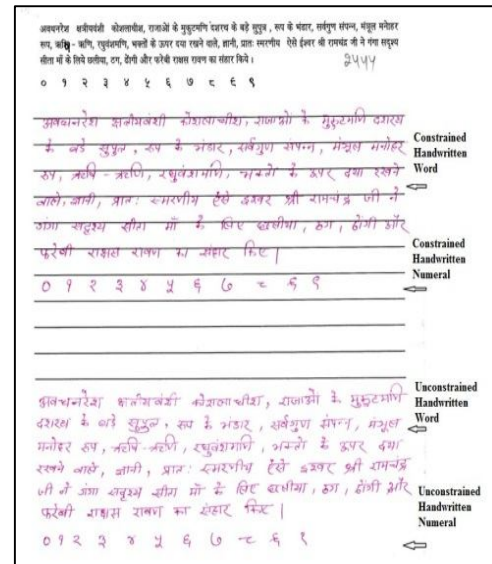 अवधनरेश क्षत्रीयवंशी कोशलाधीश, राजाओं के मुकुटमणि दशरथ के बड़े सुपुत्र , रूप के भंडार, सर्वगुण संपन्न, मंजुल मनोहर
रूप, ऋषि - ऋणि, रघुवंशमणि, भक्तों के ऊपर दया रखने वाले, ज्ञानी, प्रातः स्मरणीय ऐसे ईश्वर श्री रामचंद्र जी ने गंगा सदृश्य
सीता माँ के लिये छलीया, ठग, ढोंगी और फरेबी राक्षस रावण का संहार किये।
० १ २ ३ ४ ५ ६ ७ ८ ६ ९
अवधनरेश क्षत्रीयवंशी कोशलाधीश, राजाओं के मुकुटमणि दशरथ
के बडे सुपुत्र, रूप के भंडार, सर्वगुण संपन्न, मंजुल मनोहर
रूप, ऋषि - ऋणि, रघुवंशमणि, भक्तो के ऊपर दया रखने
Constrained
Handwritten
Word
वाले, ज्ञानी, प्रातः स्मरणीय ऐसे ईश्वर श्री रामचंद्र जी ने
गंगा सदृश्य सीता माँ के लिए छलीया, ठग, ढोंगी और
फरेबी राक्षस रावण का संहार किए।
Constrained
Handwritten
Numeral
० १ २ ३ ४ ५ ६ ७ ८ ६ ९
अवधनरेश क्षत्रीयवंशी कोशलाधीश, राजाओं के मुकुटमणि
दशरथ के बडे सुपुत्र, रूप के भंडार, सर्वगुण संपन्न, मंजुल
मनोहर रूप, ऋषि-ऋणि, रघुवंशमणि, भक्तो के ऊपर दया
Unconstrained
Handwritten
Word
रखने वाले, ज्ञानी, प्रातः स्मरणीय ऐसे ईश्वर श्री रामचंद्र
जी ने गंगा सदृश्य सीता माँ के लिए छलीया, ठग, ढोंगी और
फरेबी राक्षस रावण का संहार किए।
Unconstrained
Handwritten
Numeral
० १ २ ३ ४ ५ ६ ७ ८ ६ ९